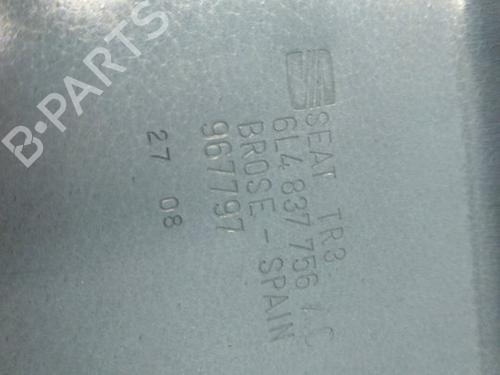 B-PARTS
SEAT TR3
6L4 837 756 / C
BROSE - SPAIN
967797
27 08